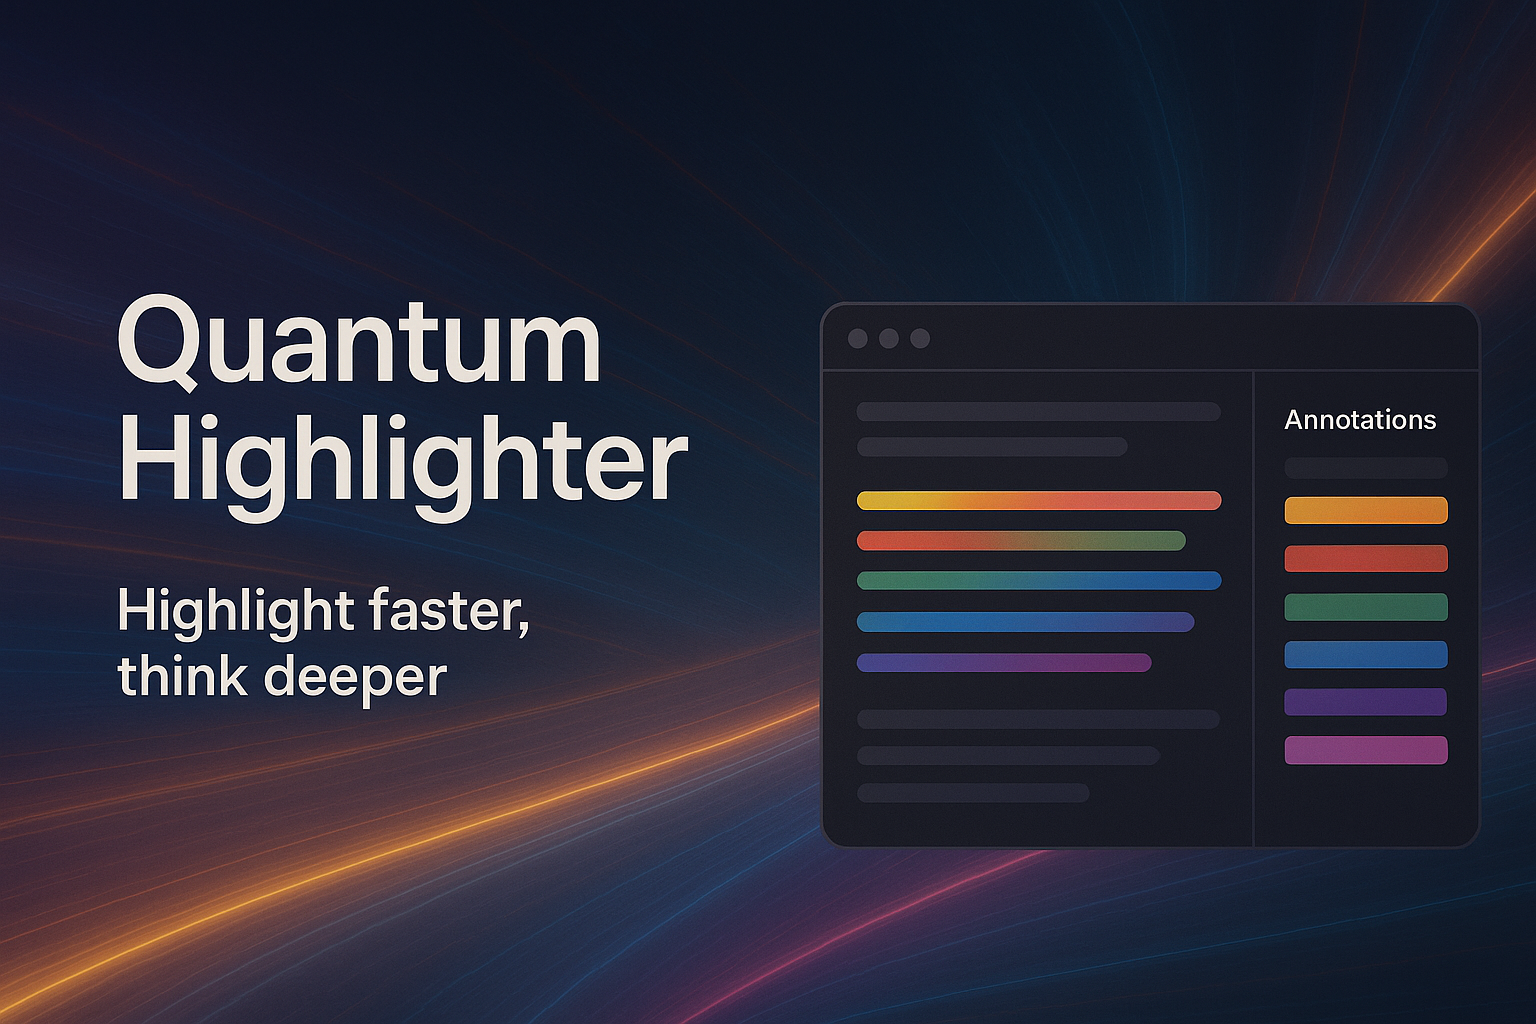 Quantum
Highlighter
Highlight faster,
think deeper
Annotations